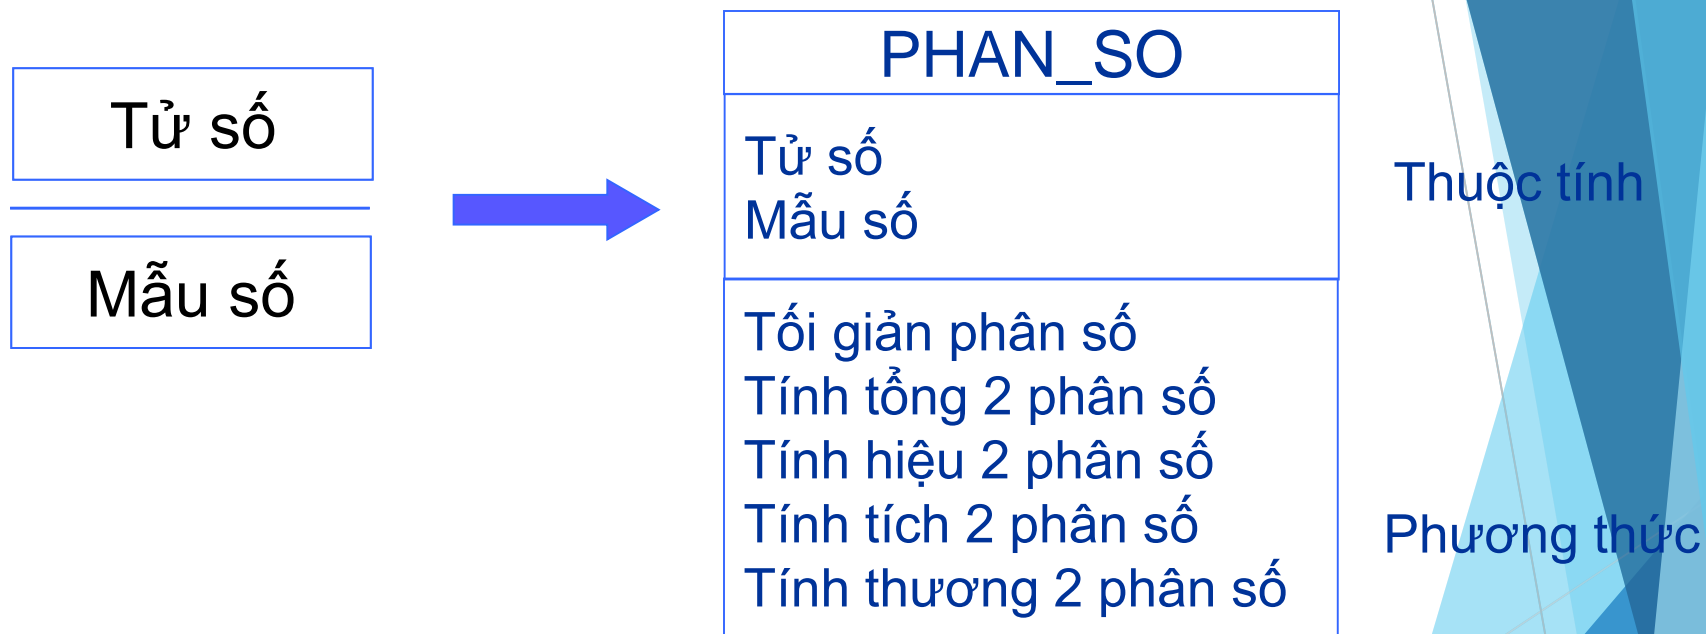 Tử số
Mẫu số
PHAN_SO
Tử số
Mẫu số
Thuộc tính
Tối giản phân số
Tính tổng 2 phân số
Tính hiệu 2 phân số
Tính tích 2 phân số
Tính thương 2 phân số
Phương thức